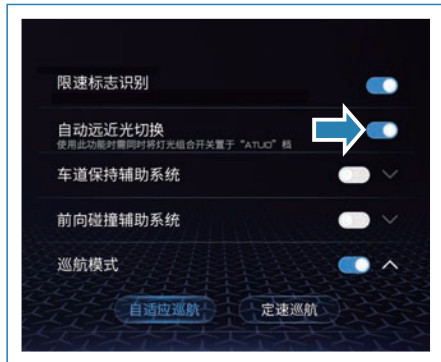 限速标志识别
自动远近光切换
使用此功能时需同时将灯光组合开关置于“ATUO”档
车道保持辅助系统
前向碰撞辅助系统
巡航模式
自适应巡航 定速巡航